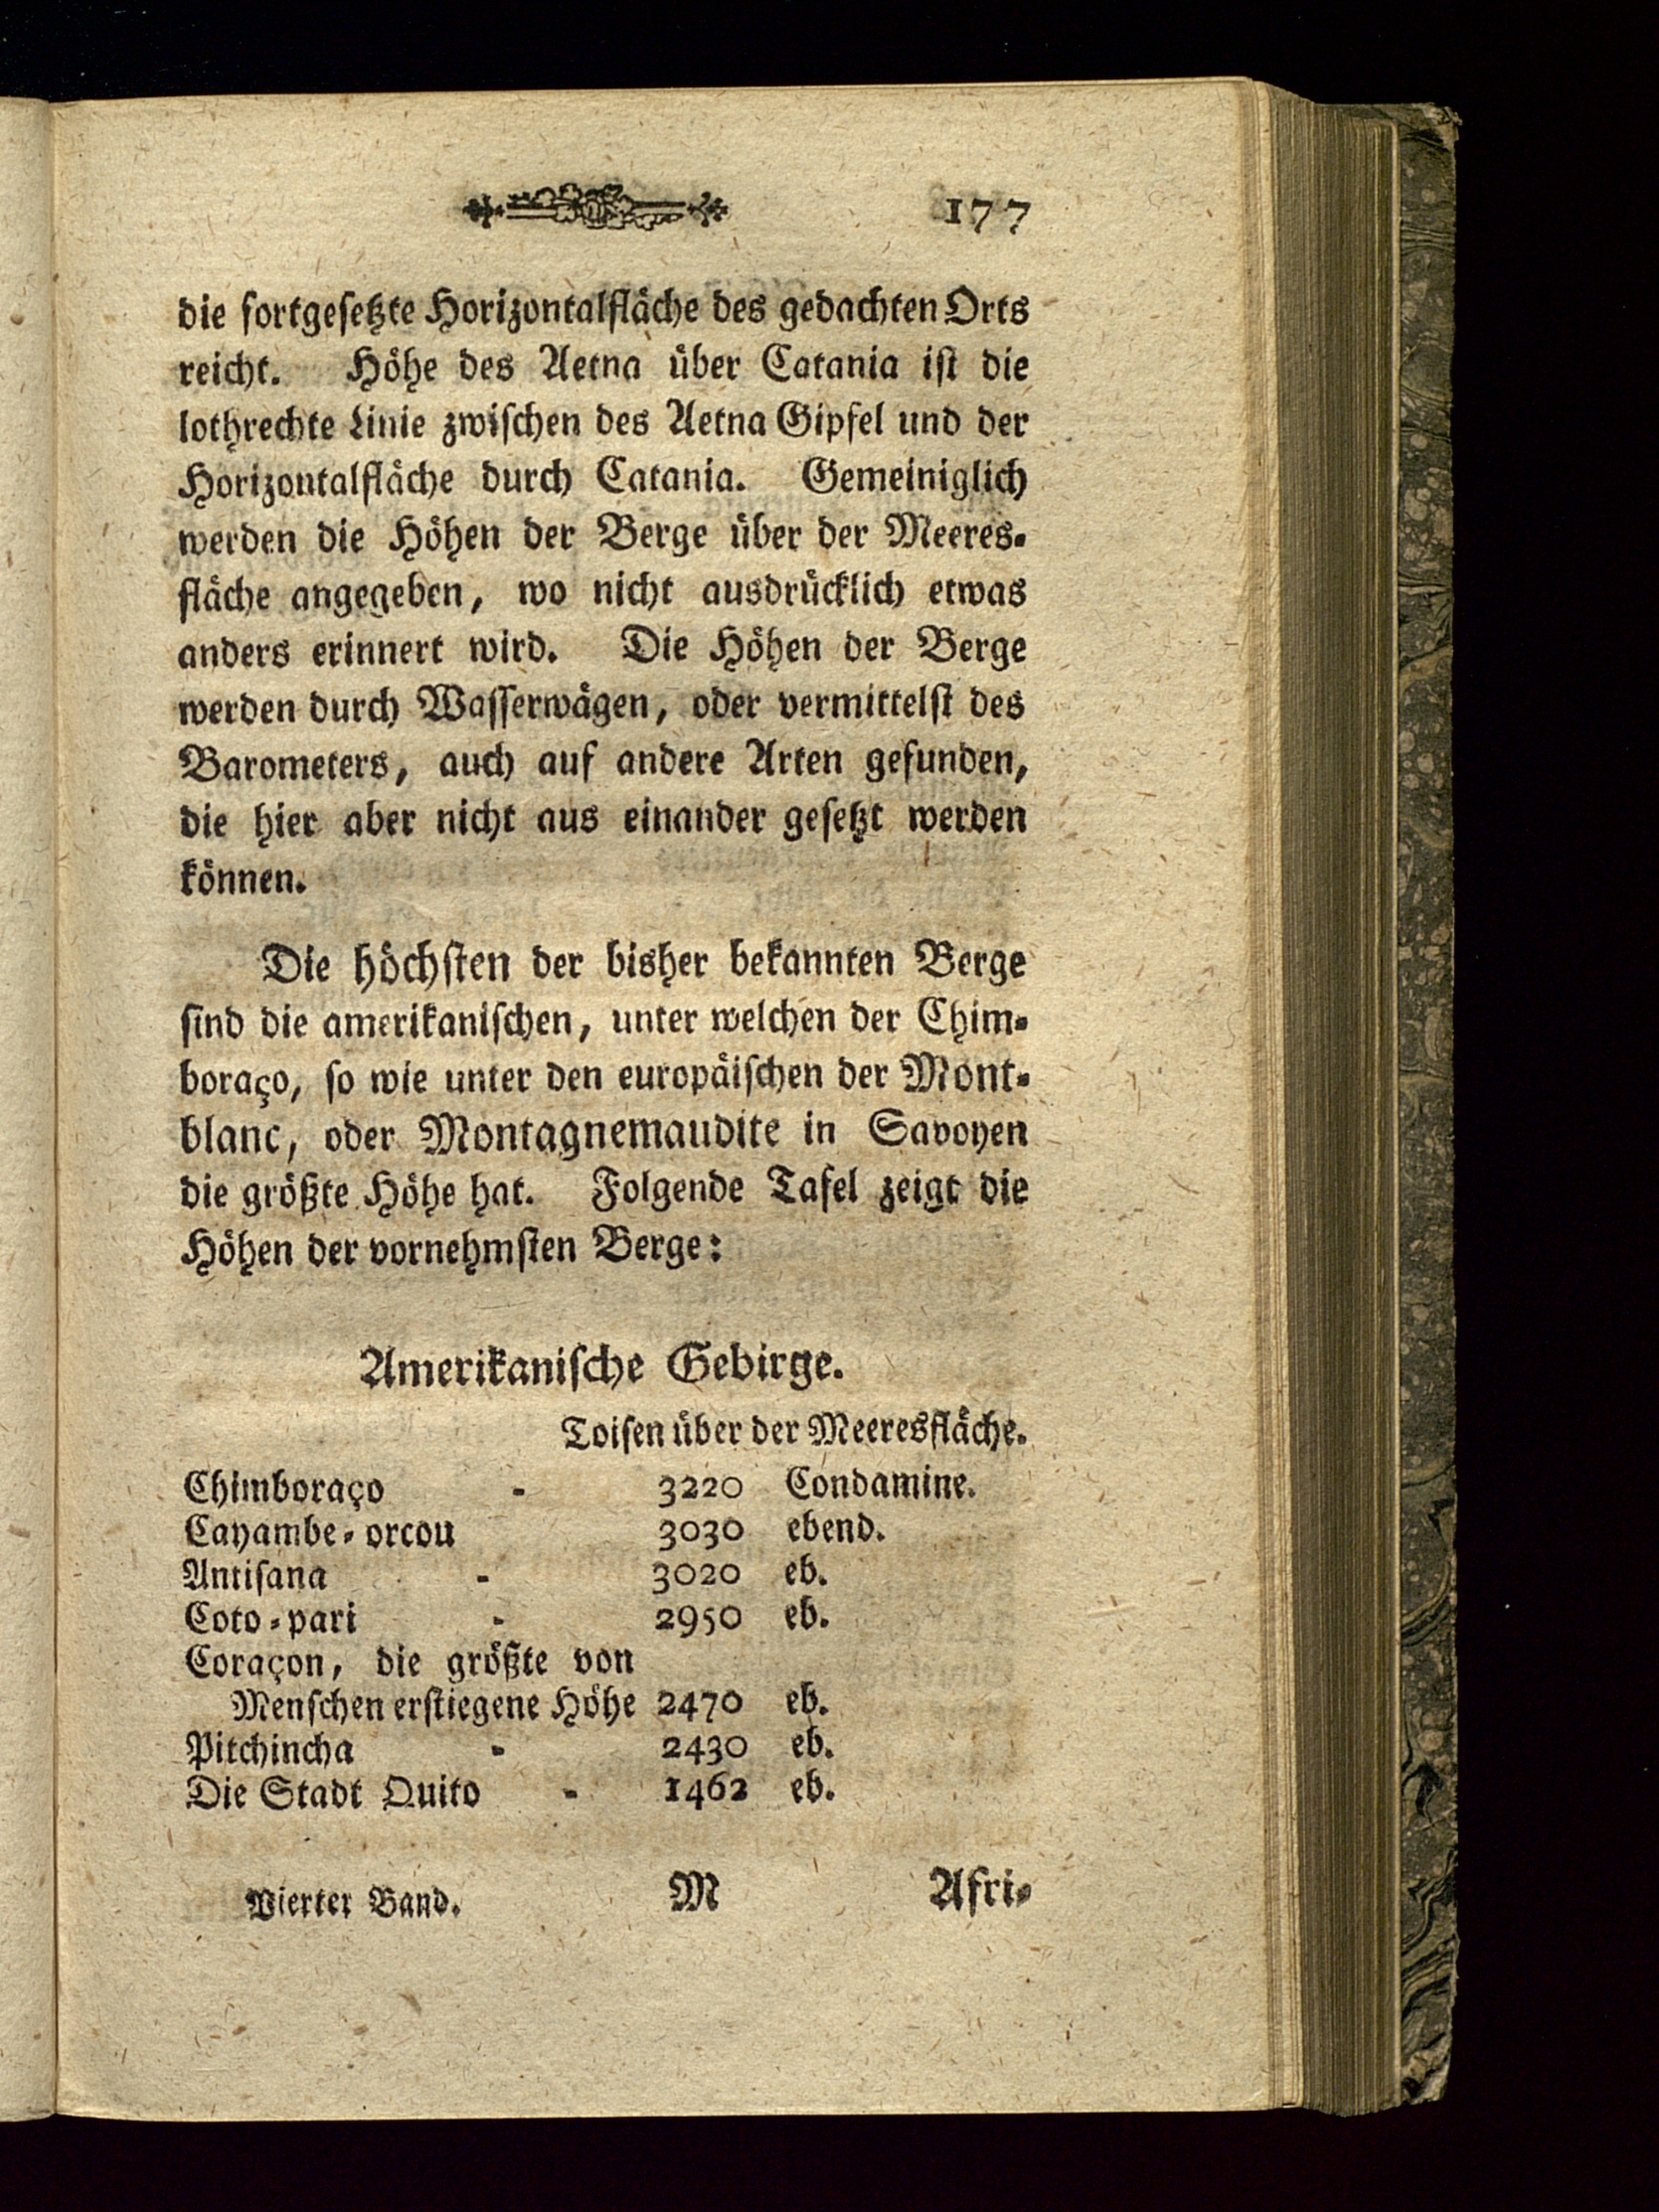 177
die fortgesetzte Horizontalfläche des gedachten Orts
reicht. Höhe des Aetna über Catania ist die
lothrechte Linie zwischen des Aetna Gipfel und der
Horizontalfläche durch Catania. Gemeiniglich
werden die Höhen der Berge über der Meeres-
fläche angegeben, wo nicht ausdrücklich etwas
anders erinnert wird. Die Höhen der Berge
werden durch Wasserwägen, oder vermittelst des
Barometers, auch auf andere Arten gefunden,
die hier aber nicht aus einander gesetzt werden
können.
Die höchsten der bisher bekannten Berge
sind die amerikanischen, unter welchen der Chim-
boraço, so wie unter den europäischen der Mont-
blanc, oder Montagnemaudite in Savoyen
die größte Höhe hat. Folgende Tafel zeigt die
Höhen der vornehmsten Berge:
Amerikanische Gebirge.
Toisen über der Meeresfläche.
Chimboraço - 3220 Condamine.
Cayambe-orcou 3030 ebend.
Antisana - 3020 eb.
Coto-pari - 2950 eb.
Coraçon, die größte von
Menschen erstiegene Höhe 2470 eb.
Pitchincha - 2430 eb.
Die Stadt Quito - 1462 eb.
Vierter Band. M Afri-